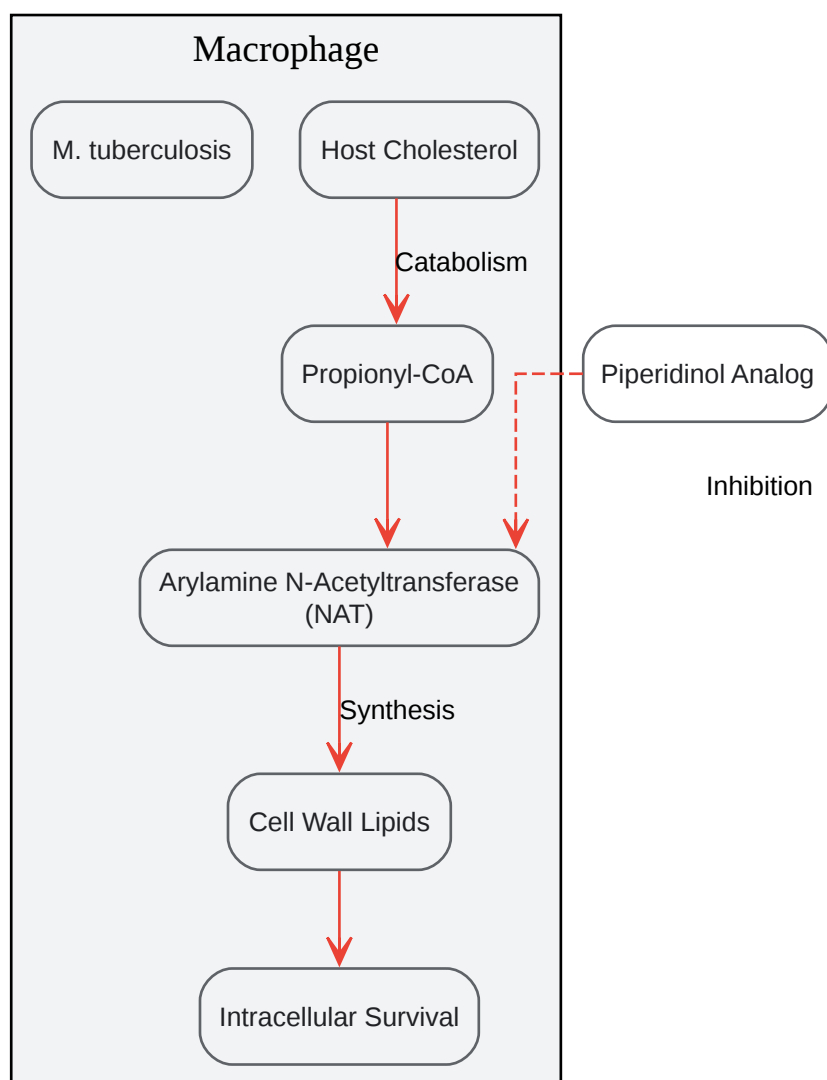 Macrophage
M. tuberculosis
Host Cholesterol
Catabolism
Propionyl-CoA
Piperidinol Analog
Inhibition
Arylamine N-Acetyltransferase
(NAT)
Synthesis
Cell Wall Lipids
Intracellular Survival